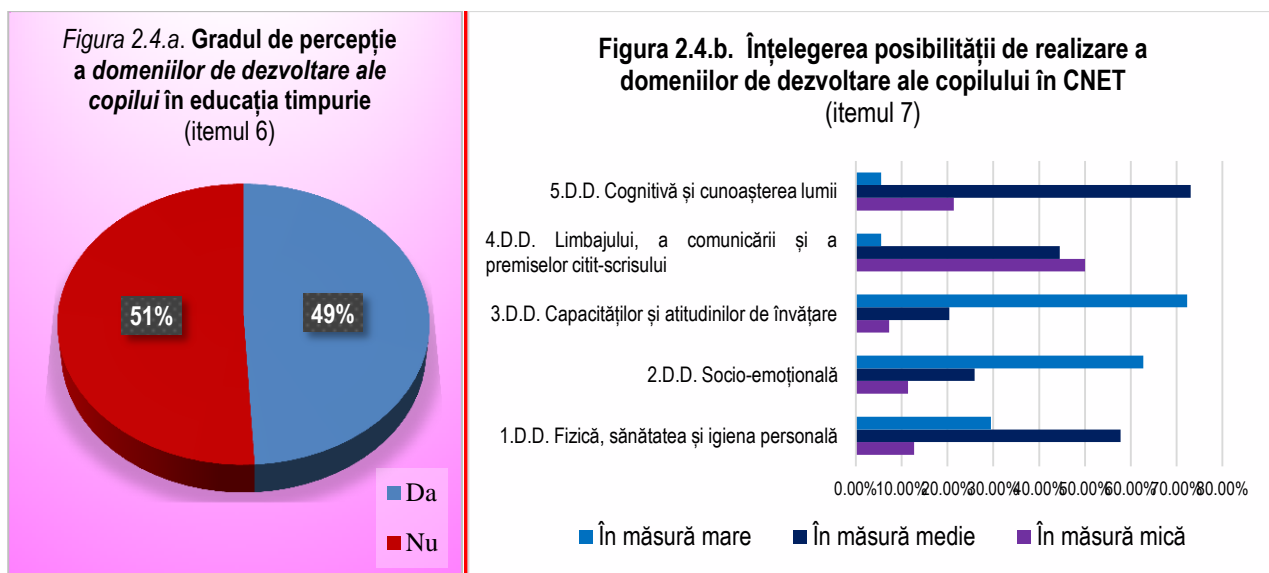 Figura 2.4.a. Gradul de percepție
a domeniilor de dezvoltare ale
copilui în educația timpurie
(itemul 6)
51%
49%
Da
Nu
Figura 2.4.b. Înțelegerea posibilității de realizare a
domeniilor de dezvoltare ale copilului în CNET
(itemul 7)
5.D.D. Cognitivă și cunoașterea lumii
4.D.D. Limbajului, a comunicării și a
premiselor citit-scrisului
3.D.D. Capacităților și atitudinilor de învățare
2.D.D. Socio-emoțională
1.D.D. Fizică, sănătatea și igiena personală
0.00% 10.00% 20.00% 30.00% 40.00% 50.00% 60.00% 70.00% 80.00%
În măsură mare În măsură medie În măsură mică